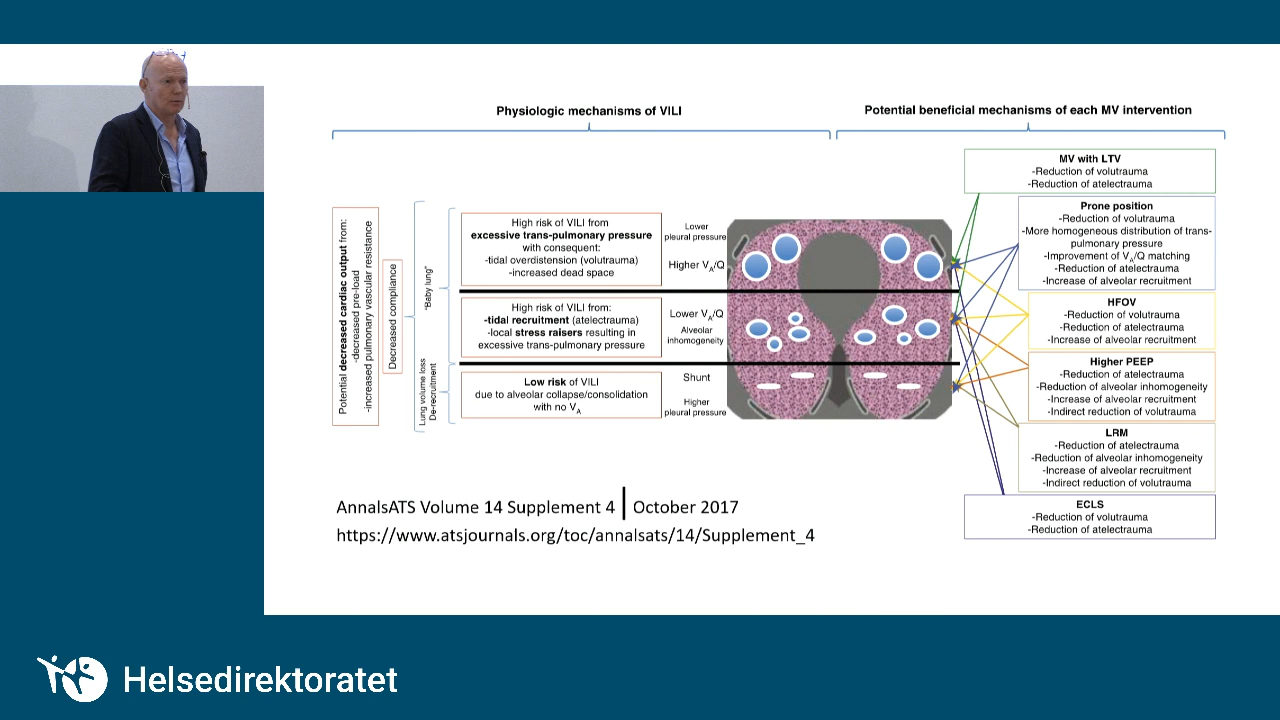 Physiologic mechanisms of VILI
Potential beneficial mechanisms of each MV intervention
Potential decreased cardiac output from:
-decreased pre-load
-increased pulmonary vascular resistance
Decreased compliance
"Baby lung"
Lung volume loss
De-recruitment
High risk of VILI from
excessive trans-pulmonary pressure
with consequent:
-tidal overdistension (volutrauma)
-increased dead space
High risk of VILI from:
-tidal recruitment (atelectrauma)
-local stress raisers resulting in
excessive trans-pulmonary pressure
Low risk of VILI
due to alveolar collapse/consolidation
with no VA
Lower
pleural pressure
Higher VA/Q
Lower VA/Q
Alveolar
inhomogeneity
Shunt
Higher
pleural pressure
MV with LTV
-Reduction of volutrauma
-Reduction of atelectrauma
Prone position
-Reduction of volutrauma
-More homogeneous distribution of trans-
pulmonary pressure
-Improvement of VA/Q matching
-Reduction of atelectrauma
-Increase of alveolar recruitment
HFOV
-Reduction of volutrauma
-Reduction of atelectrauma
-Increase of alveolar recruitment
Higher PEEP
-Reduction of atelectrauma
-Reduction of alveolar inhomogeneity
-Increase of alveolar recruitment
-Indirect reduction of volutrauma
LRM
-Reduction of atelectrauma
-Reduction of alveolar inhomogeneity
-Increase of alveolar recruitment
-Indirect reduction of volutrauma
ECLS
-Reduction of volutrauma
-Reduction of atelectrauma
AnnalsATS Volume 14 Supplement 4 | October 2017
https://www.atsjournals.org/toc/annalsats/14/Supplement_4
Helsedirektoratet